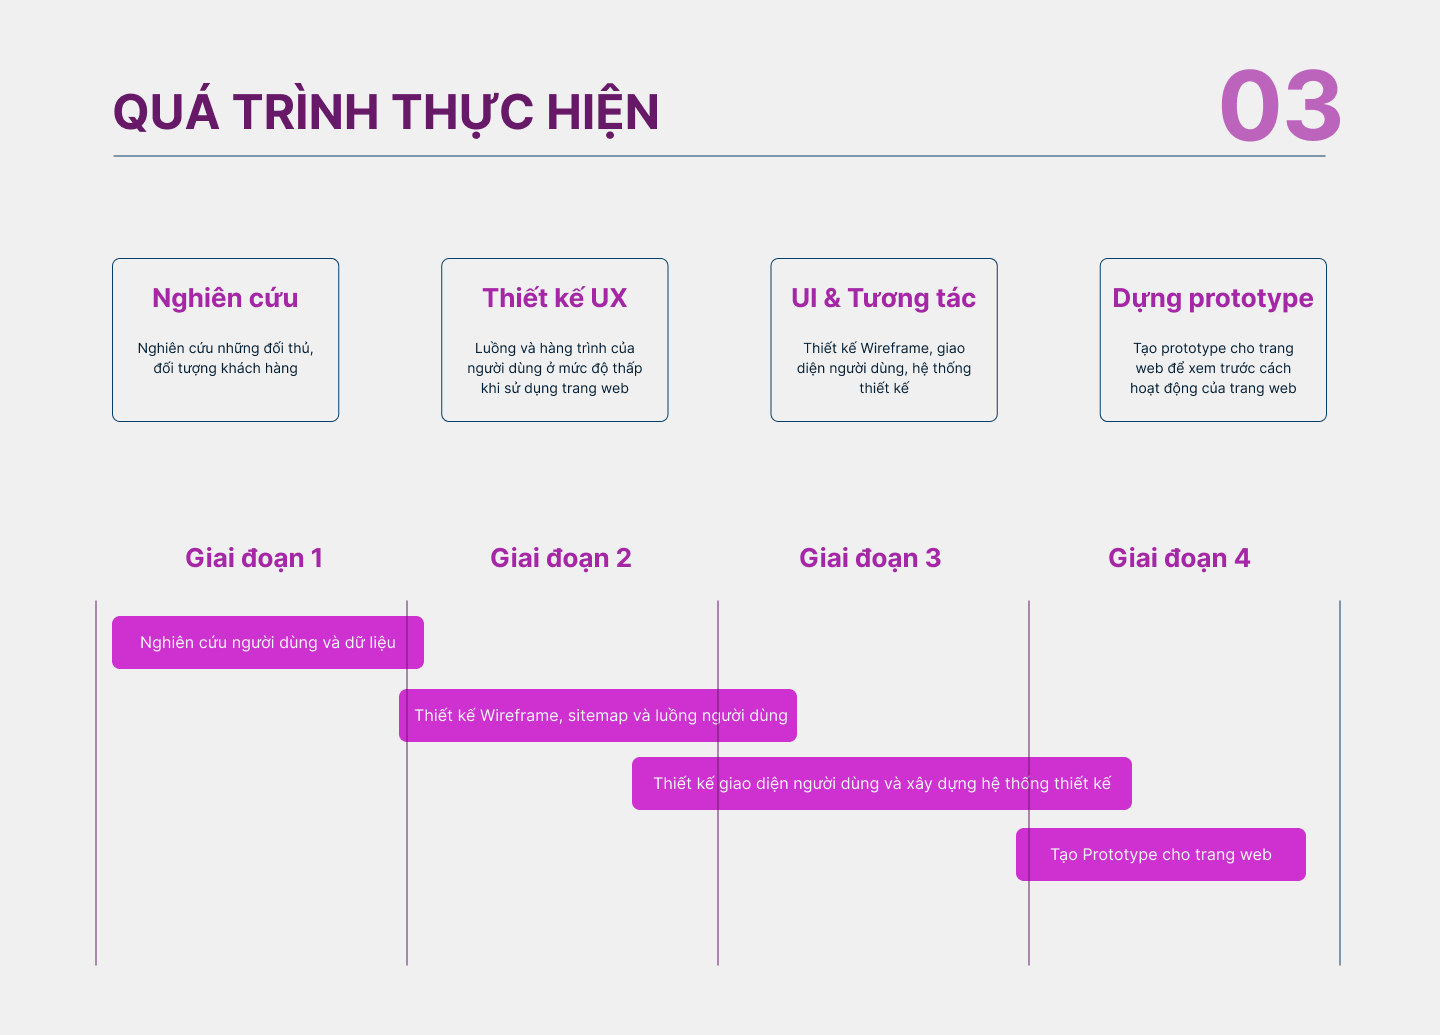 QUÁ TRÌNH THỰC HIỆN
03
Nghiên cứu
Nghiên cứu những đối thủ,
đối tượng khách hàng
Thiết kế UX
Luồng và hàng trình của
người dùng ở mức độ thấp
khi sử dụng trang web
UI & Tương tác
Thiết kế Wireframe, giao
diện người dùng, hệ thống
thiết kế
Dựng prototype
Tạo prototype cho trang
web để xem trước cách
hoạt động của trang web
Giai đoạn 1
Giai đoạn 2
Giai đoạn 3
Giai đoạn 4
Nghiên cứu người dùng và dữ liệu
Thiết kế Wireframe, sitemap và luồng người dùng
Thiết kế giao diện người dùng và xây dựng hệ thống thiết kế
Tạo Prototype cho trang web